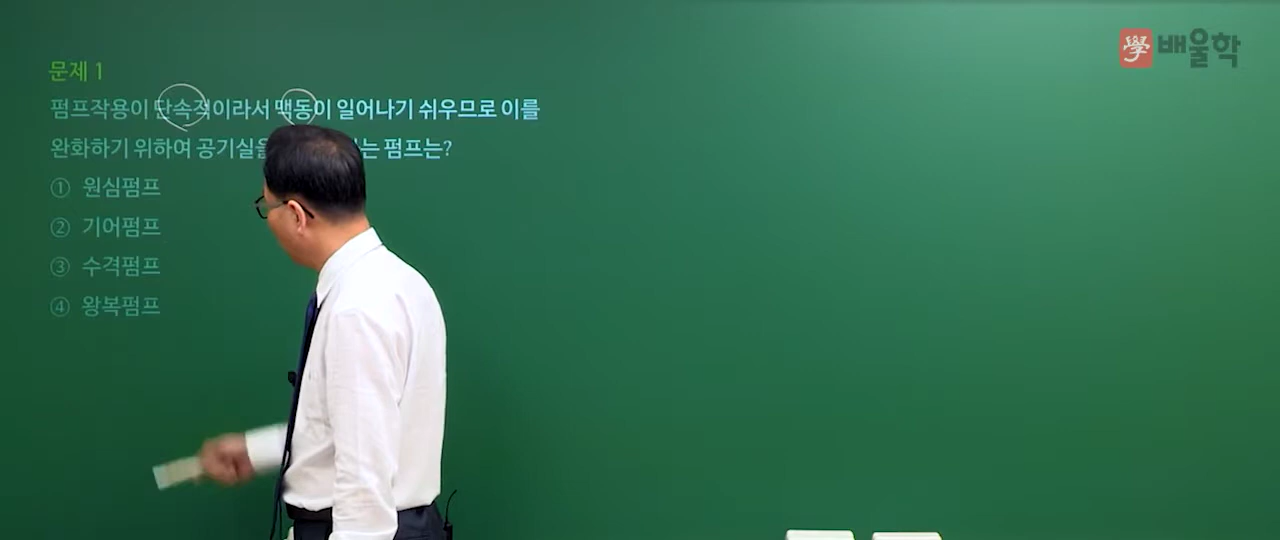 學 배울학
문제 1
펌프작용이 단속적이라서 맥동이 일어나기 쉬우므로 이를
완화하기 위하여 공기실을 는 펌프는?
① 원심펌프
② 기어펌프
③ 수격펌프
④ 왕복펌프